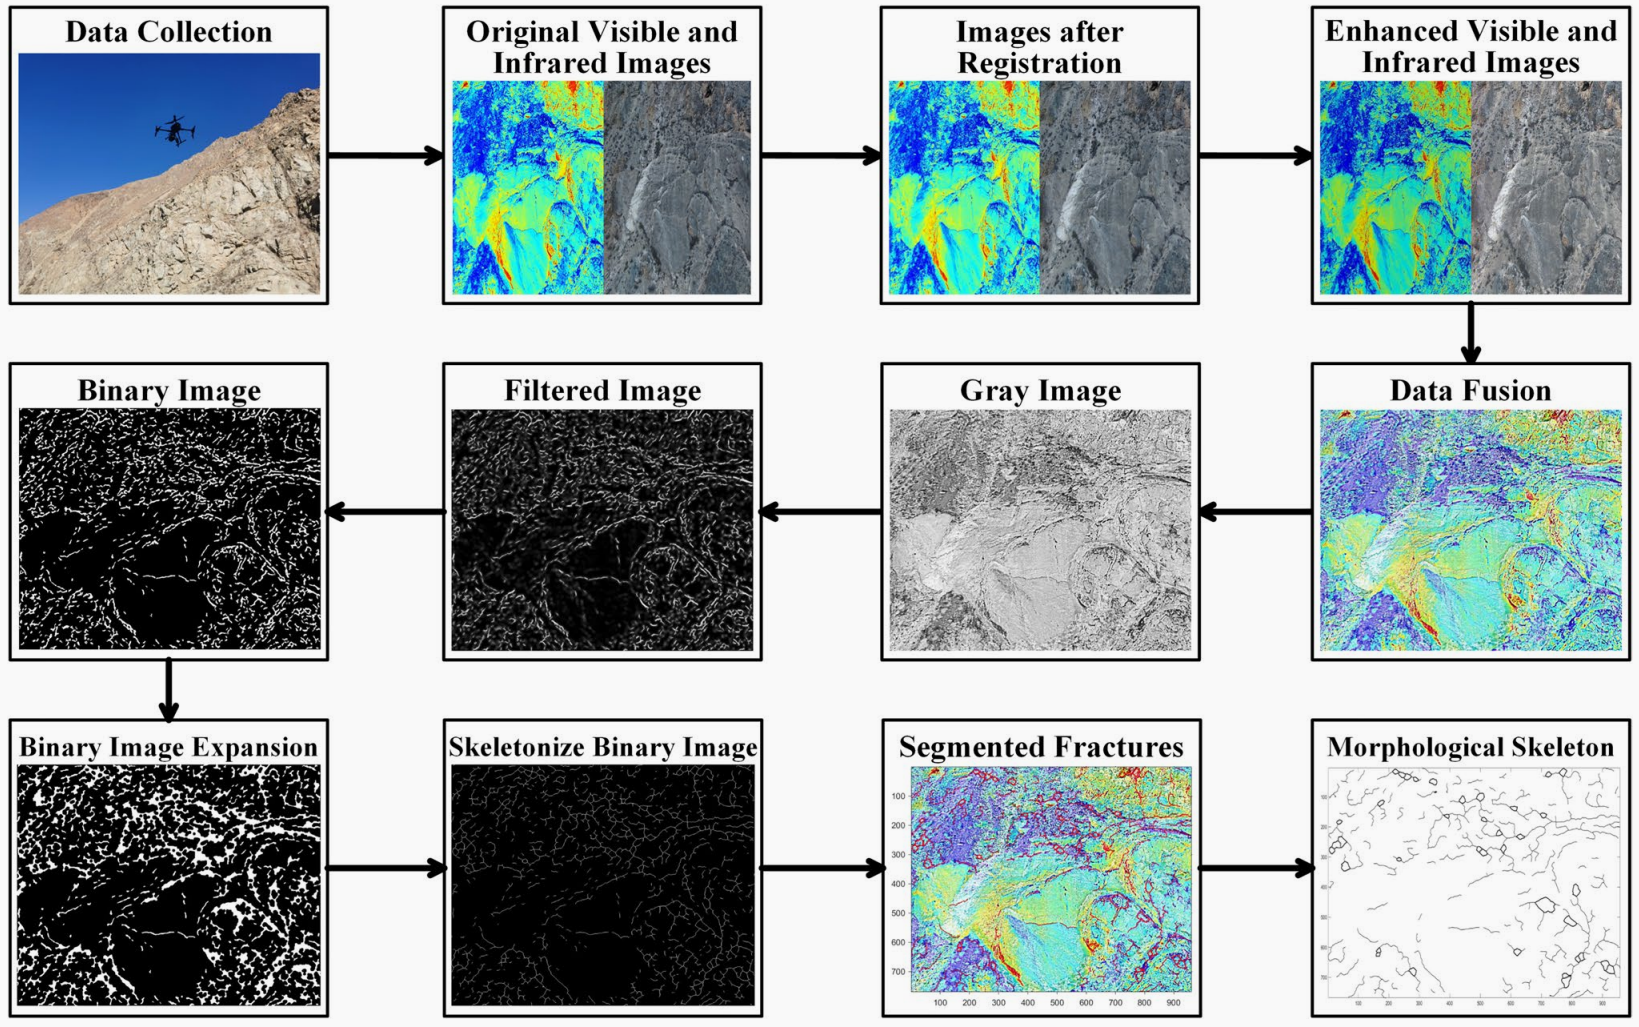 Data Collection
Original Visible and
Infrared Images
Images after
Registration
Enhanced Visible and
Infrared Images
Binary Image
Filtered Image
Gray Image
Data Fusion
Binary Image Expansion
Skeletonize Binary Image
Segmented Fractures
Morphological Skeleton
100
200
300
400
500
600
700
100 200 300 400 500 600 700 800 900